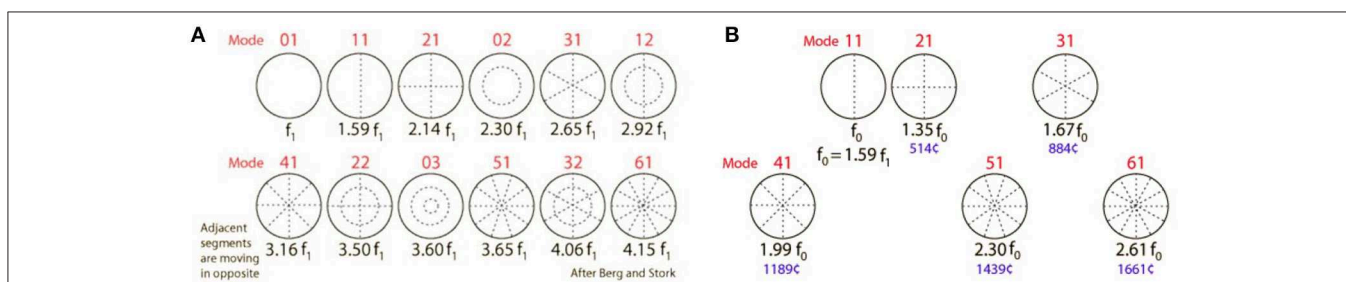 A
Mode 01 11 21 02 31 12
f1 1.59 f1 2.14 f1 2.30 f1 2.65 f1 2.92 f1
Mode 41 22 03 51 32 61
3.16 f1 3.50 f1 3.60 f1 3.65 f1 4.06 f1 4.15 f1
Adjacent
segments
are moving
in opposite
After Berg and Stork
B
Mode 11 21 31
f0 1.35 f0 1.67 f0
514¢ 884¢
f0 = 1.59 f1
Mode 41 51 61
1.99 f0 2.30 f0 2.61 f0
1189¢ 1439¢ 1661¢